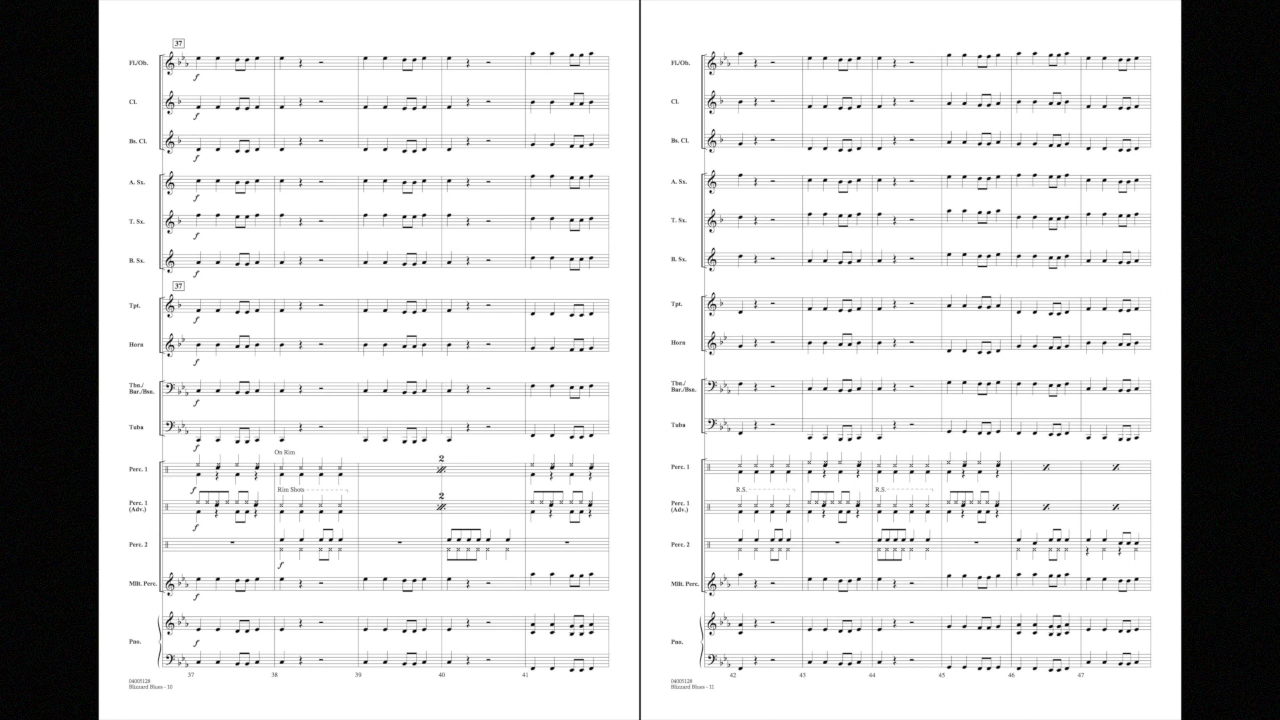 37
Fl./Ob.
f
Cl.
f
Bs. Cl.
f
A. Sx.
f
T. Sx.
f
B. Sx.
f
37
Tpt.
f
Horn
f
Tbn./
Bar./Bsn.
f
Tuba
f
On Rim
Perc. 1
2
f
Rim Shots
Perc. 1
(Adv.)
2
f
Perc. 2
f
Mlt. Perc.
f
Pno.
f
37 38 39 40 41
04005128
Blizzard Blues - 10
Fl./Ob.
Cl.
Bs. Cl.
A. Sx.
T. Sx.
B. Sx.
Tpt.
Horn
Tbn./
Bar./Bsn.
Tuba
Perc. 1
R.S. R.S.
Perc. 1
(Adv.)
Perc. 2
Mlt. Perc.
Pno.
42 43 44 45 46 47
04005128
Blizzard Blues - 11